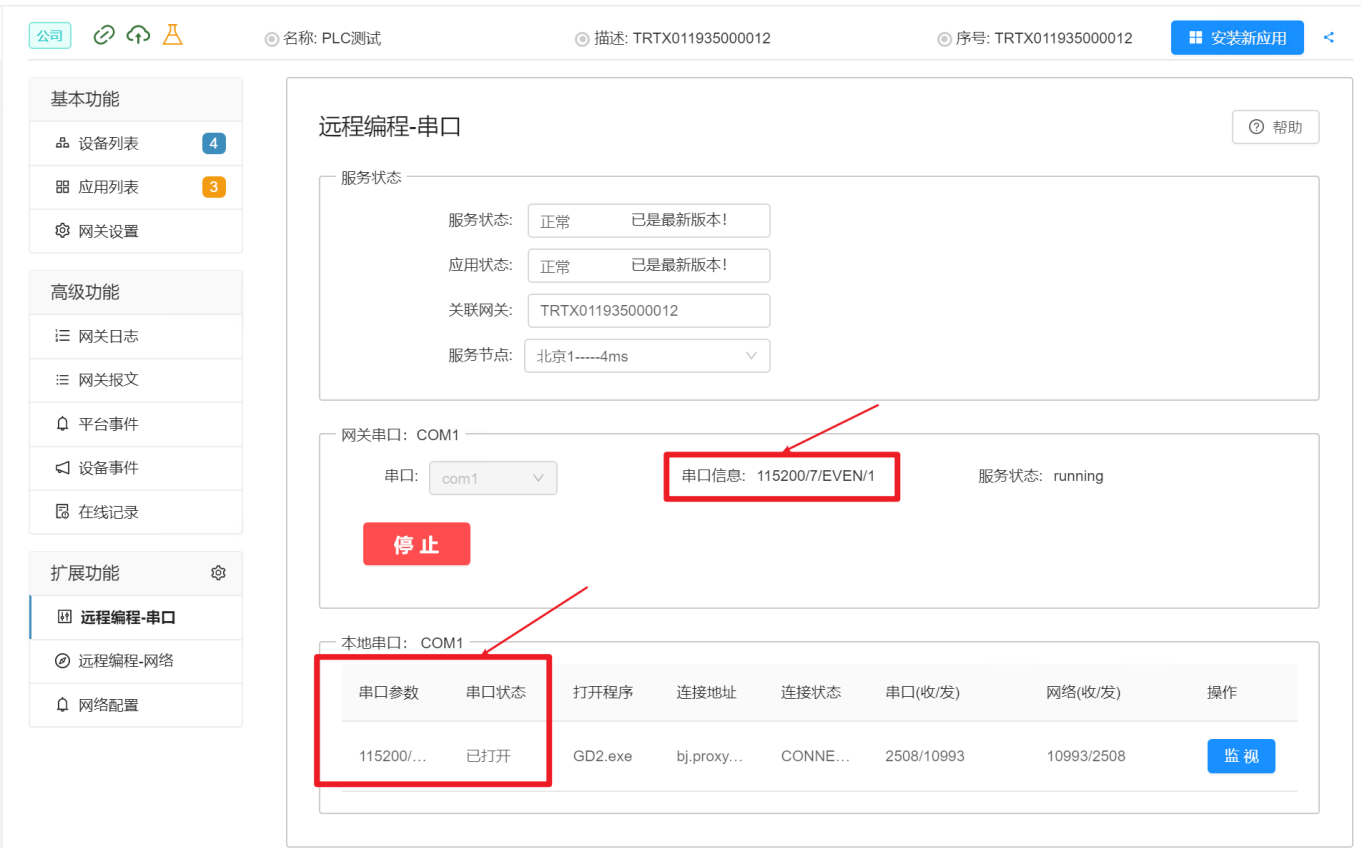 公司 名称: PLC测试 描述: TRTX011935000012 序号: TRTX011935000012 安装新应用
基本功能
设备列表 4
应用列表 3
网关设置
高级功能
网关日志
网关报文
平台事件
设备事件
在线记录
扩展功能
远程编程-串口
远程编程-网络
网络配置
远程编程-串口 帮助
服务状态
服务状态: 正常 已是最新版本!
应用状态: 正常 已是最新版本!
关联网关: TRTX011935000012
服务节点: 北京1-----4ms
网关串口: COM1
串口: com1 串口信息: 115200/7/EVEN/1 服务状态: running
停止
本地串口: COM1
串口参数 串口状态 打开程序 连接地址 连接状态 串口(收/发) 网络(收/发) 操作
115200/... 已打开 GD2.exe bj.proxy... CONNE... 2508/10993 10993/2508 监视